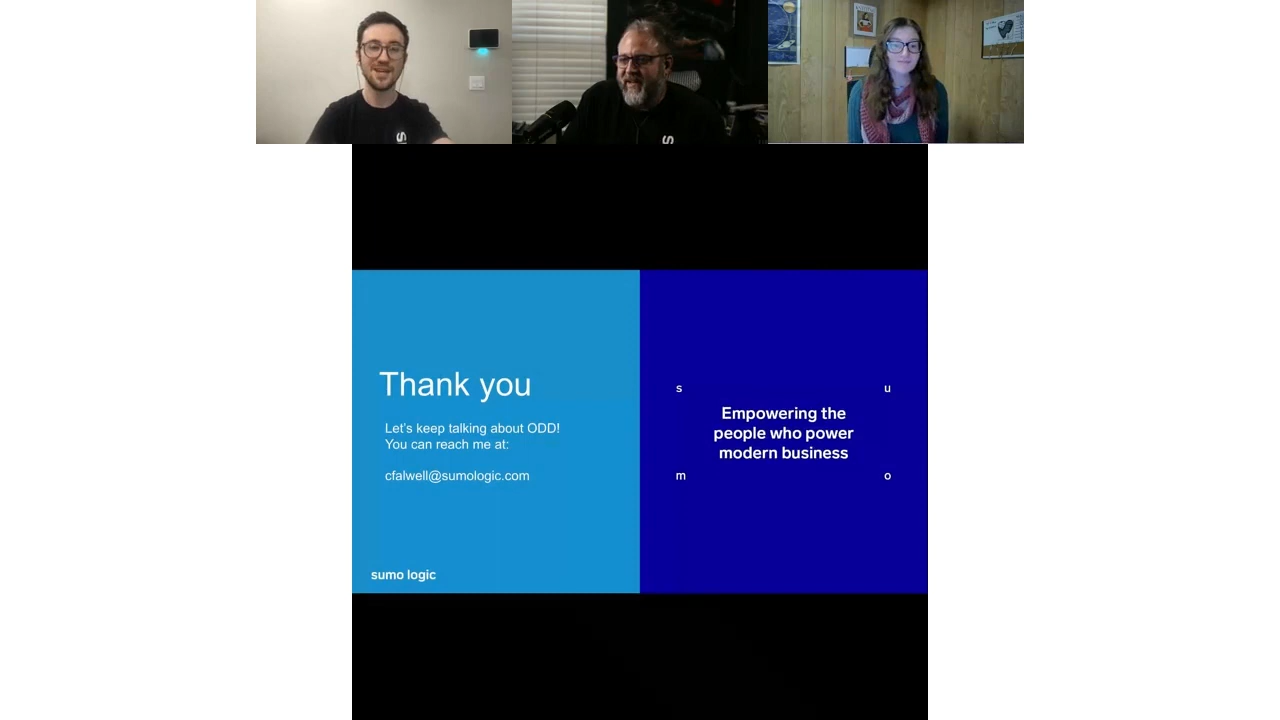 Thank you
Let's keep talking about ODD!
You can reach me at:
cfalwell@sumologic.com
sumo logic
s u
Empowering the
people who power
modern business
m o